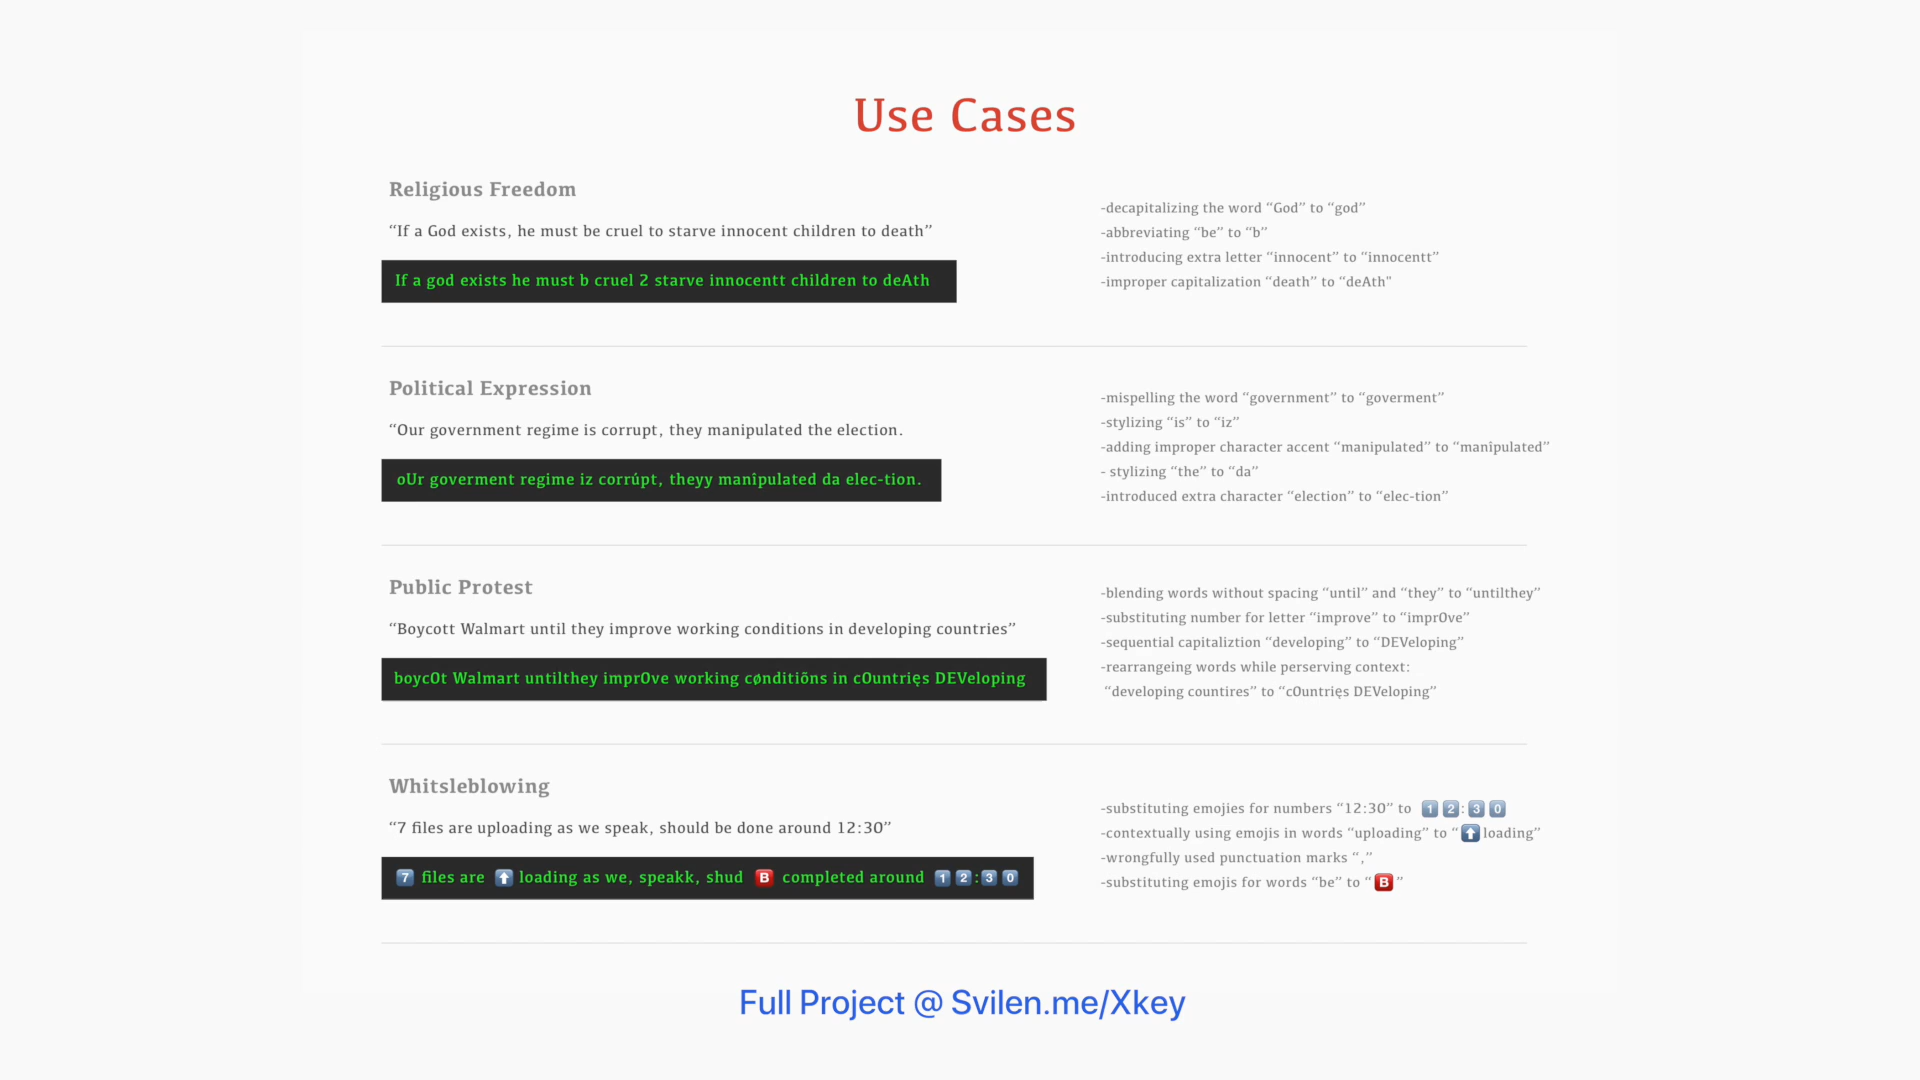 Use Cases
Religious Freedom
“If a God exists, he must be cruel to starve innocent children to death”
If a god exists he must b cruel 2 starve innocentt children to deAth
-decapitalizing the word “God” to “god”
-abbreviating “be” to “b”
-introducing extra letter “innocent” to “innocentt”
-improper capitalization “death” to “deAth"
Political Expression
“Our government regime is corrupt, they manipulated the election.
oUr goverment regime iz corrúpt, theyy manîpulated da elec-tion.
-mispelling the word “government” to “goverment”
-stylizing “is” to “iz”
-adding improper character accent “manipulated” to “manîpulated”
- stylizing “the” to “da”
-introduced extra character “election” to “elec-tion”
Public Protest
“Boycott Walmart until they improve working conditions in developing countries”
boyc0t Walmart untilthey impr0ve working cønditiõns in c0untrięs DEVeloping
-blending words without spacing “until” and “they” to “untilthey”
-substituting number for letter “improve” to “impr0ve”
-sequential capitaliztion “developing” to “DEVeloping”
-rearrangeing words while perserving context:
“developing countires” to “c0untrięs DEVeloping”
Whitsleblowing
“7 files are uploading as we speak, should be done around 12:30”
7️⃣ files are ⬆️ loading as we, speakk, shud 🅱️ completed around 1️⃣2️⃣:3️⃣0️⃣
-substituting emojies for numbers “12:30” to 1️⃣2️⃣:3️⃣0️⃣
-contextually using emojis in words “uploading” to “⬆️loading”
-wrongfully used punctuation marks “,”
-substituting emojis for words “be” to “🅱️”
Full Project @ Svilen.me/Xkey